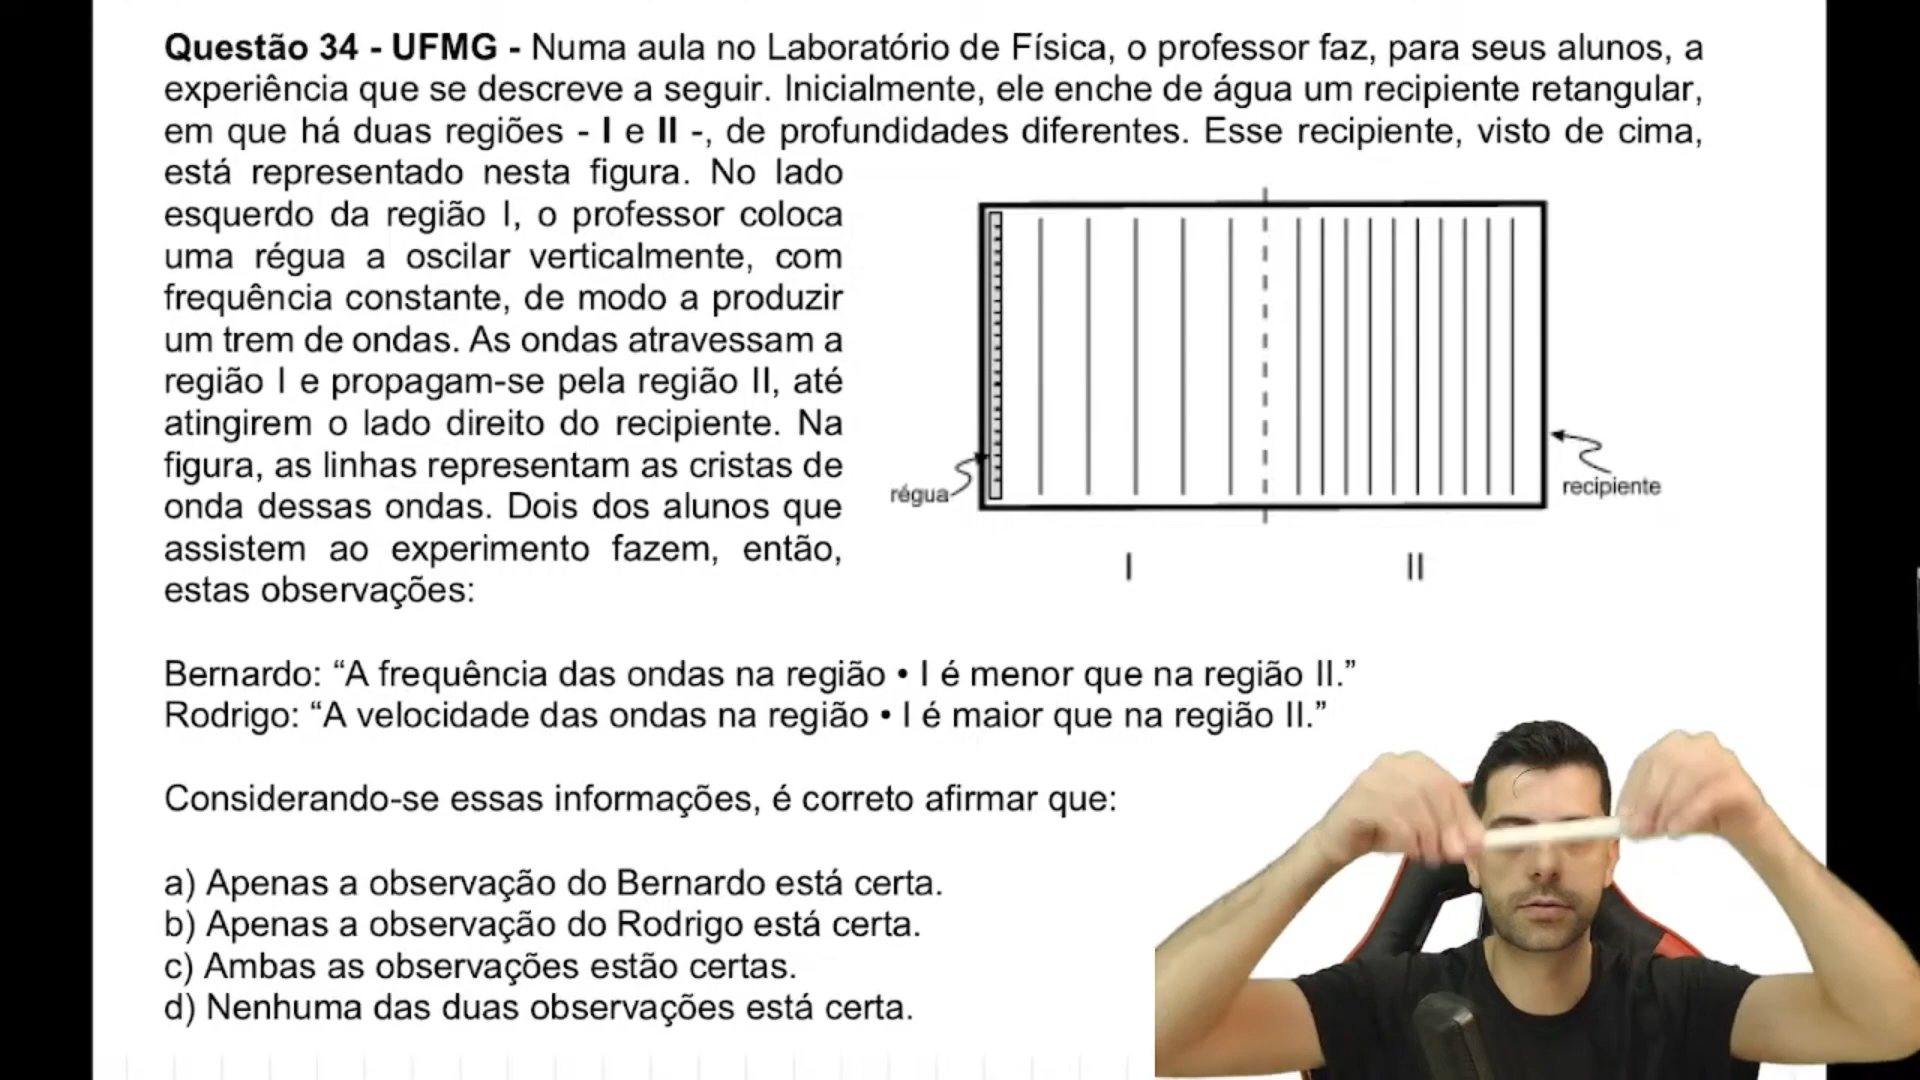 Questão 34 - UFMG - Numa aula no Laboratório de Física, o professor faz, para seus alunos, a
experiência que se descreve a seguir. Inicialmente, ele enche de água um recipiente retangular,
em que há duas regiões - I e II -, de profundidades diferentes. Esse recipiente, visto de cima,
está representado nesta figura. No lado
esquerdo da região I, o professor coloca
uma régua a oscilar verticalmente, com
frequência constante, de modo a produzir
um trem de ondas. As ondas atravessam a
região I e propagam-se pela região II, até
atingirem o lado direito do recipiente. Na
figura, as linhas representam as cristas de
onda dessas ondas. Dois dos alunos que
assistem ao experimento fazem, então,
estas observações:
régua
recipiente
I
II
Bernardo: “A frequência das ondas na região • I é menor que na região II.”
Rodrigo: “A velocidade das ondas na região • I é maior que na região II.”
Considerando-se essas informações, é correto afirmar que:
a) Apenas a observação do Bernardo está certa.
b) Apenas a observação do Rodrigo está certa.
c) Ambas as observações estão certas.
d) Nenhuma das duas observações está certa.